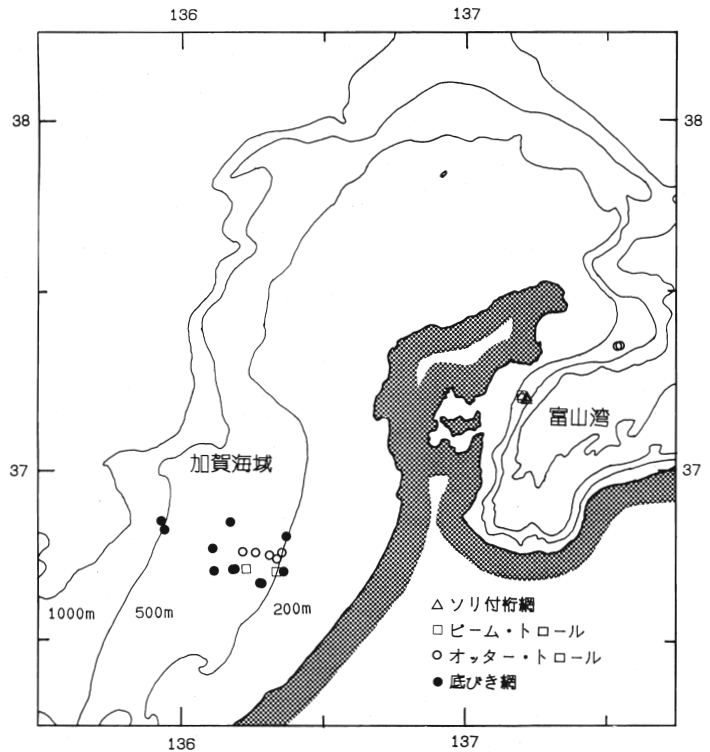 136
137
38
38
富山湾
37
加賀海域
37
1000m
500m
200m
△ ソリ付桁網
□ ビーム・トロール
○ オッター・トロール
● 底びき網
136
137